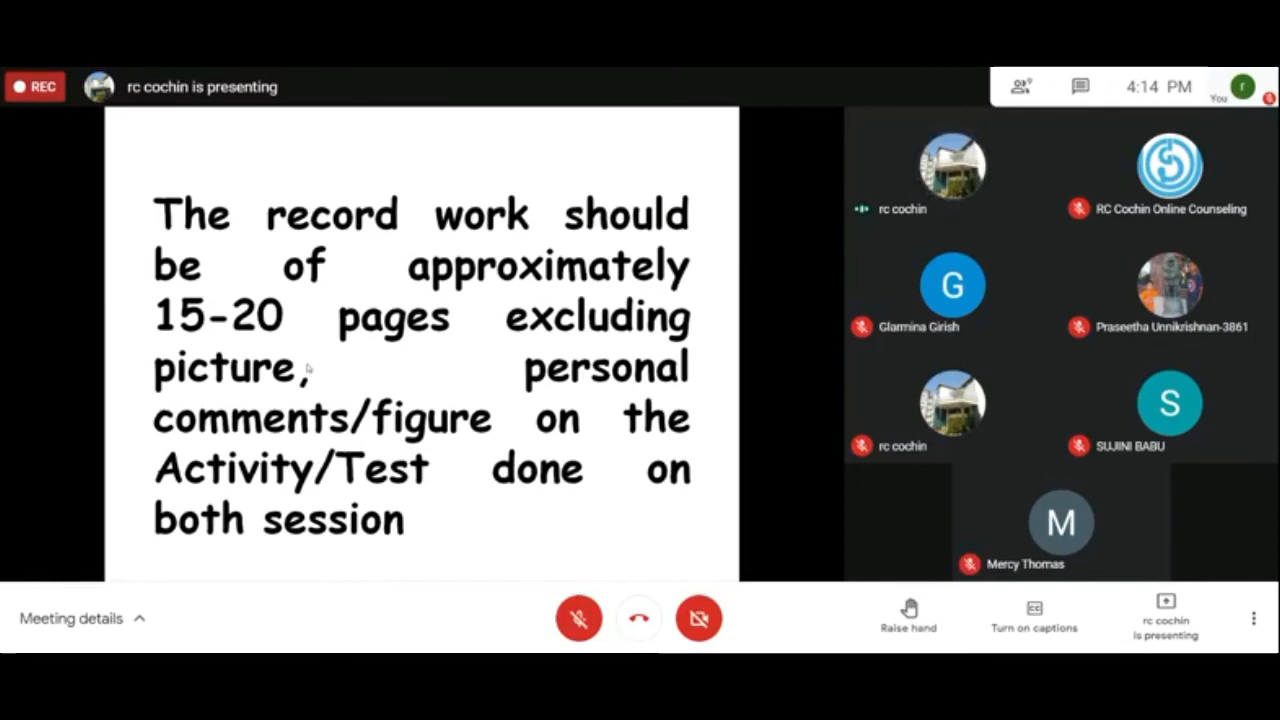 REC
rc cochin is presenting
4:14 PM
You
r
The record work should
be of approximately
15-20 pages excluding
picture, personal
comments/figure on the
Activity/Test done on
both session
rc cochin
RC Cochin Online Counseling
G
Glarmina Girish
Praseetha Unnikrishnan-3861
rc cochin
S
SUJINI BABU
M
Mercy Thomas
Meeting details
Raise hand
CC
Turn on captions
rc cochin
is presenting